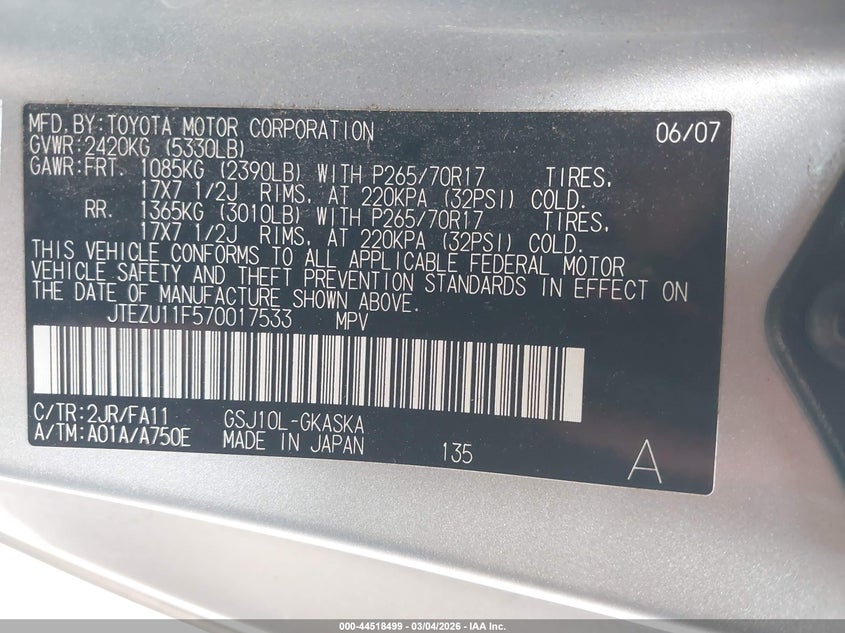 MFD.BY:TOYOTA MOTOR CORPORATION 06/07
GVWR:2420KG (5330LB)
GAWR:FRT. 1085KG (2390LB) WITH P265/70R17 TIRES,
17X7 1/2J RIMS, AT 220KPA (32PSI) COLD.
RR. 1365KG (3010LB) WITH P265/70R17 TIRES,
17X7 1/2J RIMS, AT 220KPA (32PSI) COLD.
THIS VEHICLE CONFORMS TO ALL APPLICABLE FEDERAL MOTOR
VEHICLE SAFETY AND THEFT PREVENTION STANDARDS IN EFFECT ON
THE DATE OF MANUFACTURE SHOWN ABOVE.
JTEZU11F570017533 MPV
C/TR:2JR/FA11 GSJ10L-GKASKA
A/TM:A01A/A750E MADE IN JAPAN 135 A
000-44518499 - 03/04/2026 - IAA Inc.